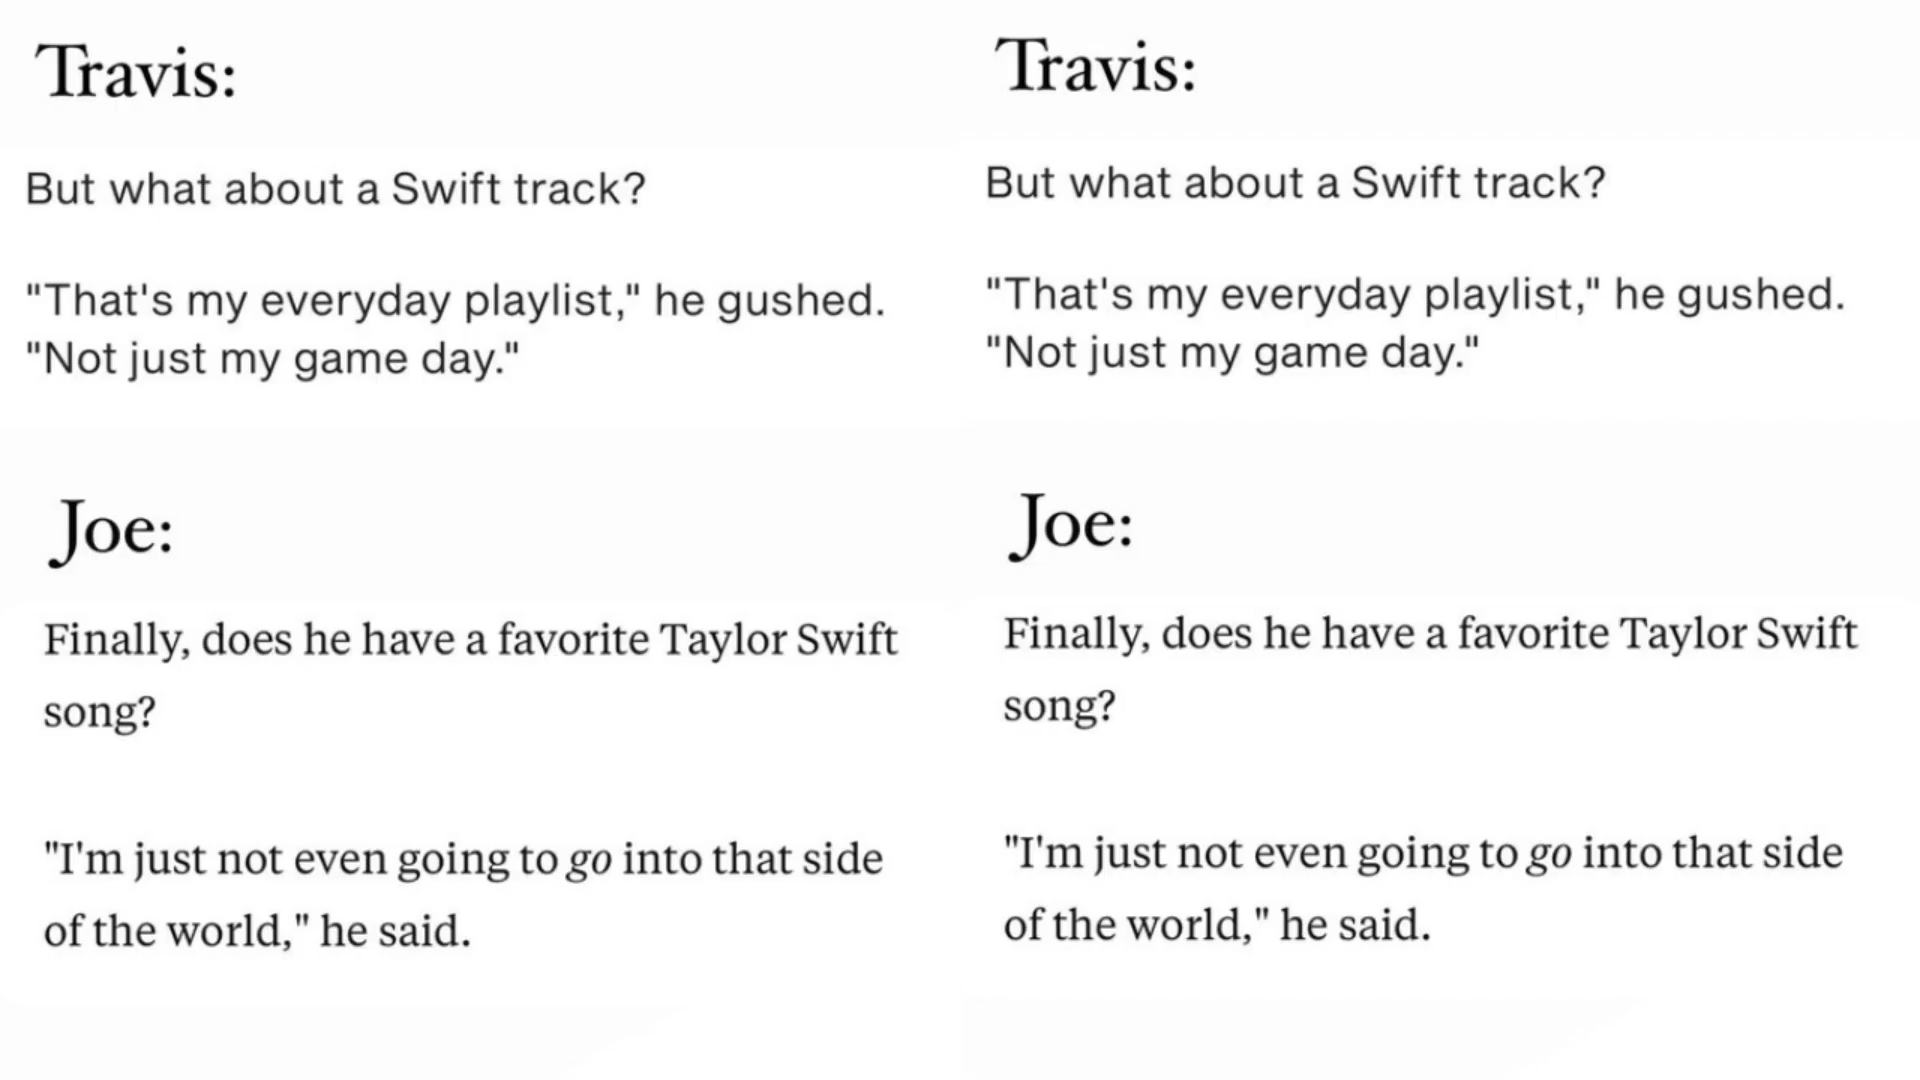 Travis:
But what about a Swift track?
"That's my everyday playlist," he gushed.
"Not just my game day."
Joe:
Finally, does he have a favorite Taylor Swift
song?
"I'm just not even going to go into that side
of the world," he said.
Travis:
But what about a Swift track?
"That's my everyday playlist," he gushed.
"Not just my game day."
Joe:
Finally, does he have a favorite Taylor Swift
song?
"I'm just not even going to go into that side
of the world," he said.